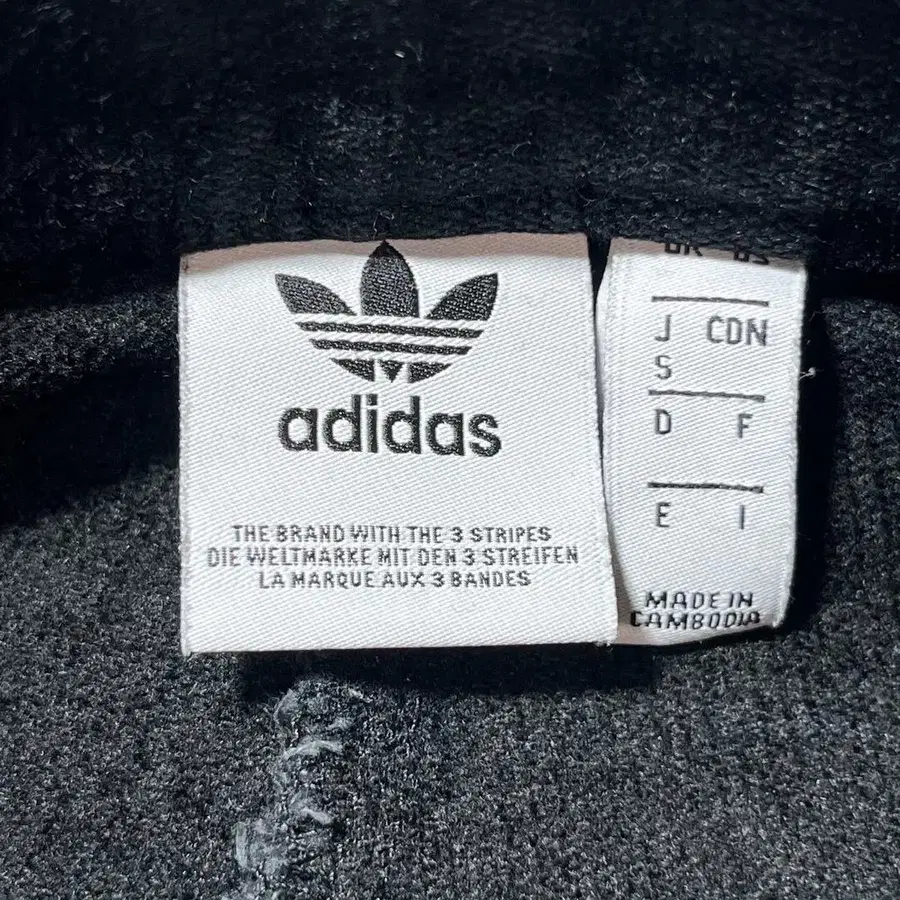 adidas
THE BRAND WITH THE 3 STRIPES
DIE WELTMARKE MIT DEN 3 STREIFEN
LA MARQUE AUX 3 BANDES
J CDN
S
D F
E I
MADE IN
CAMBODIA